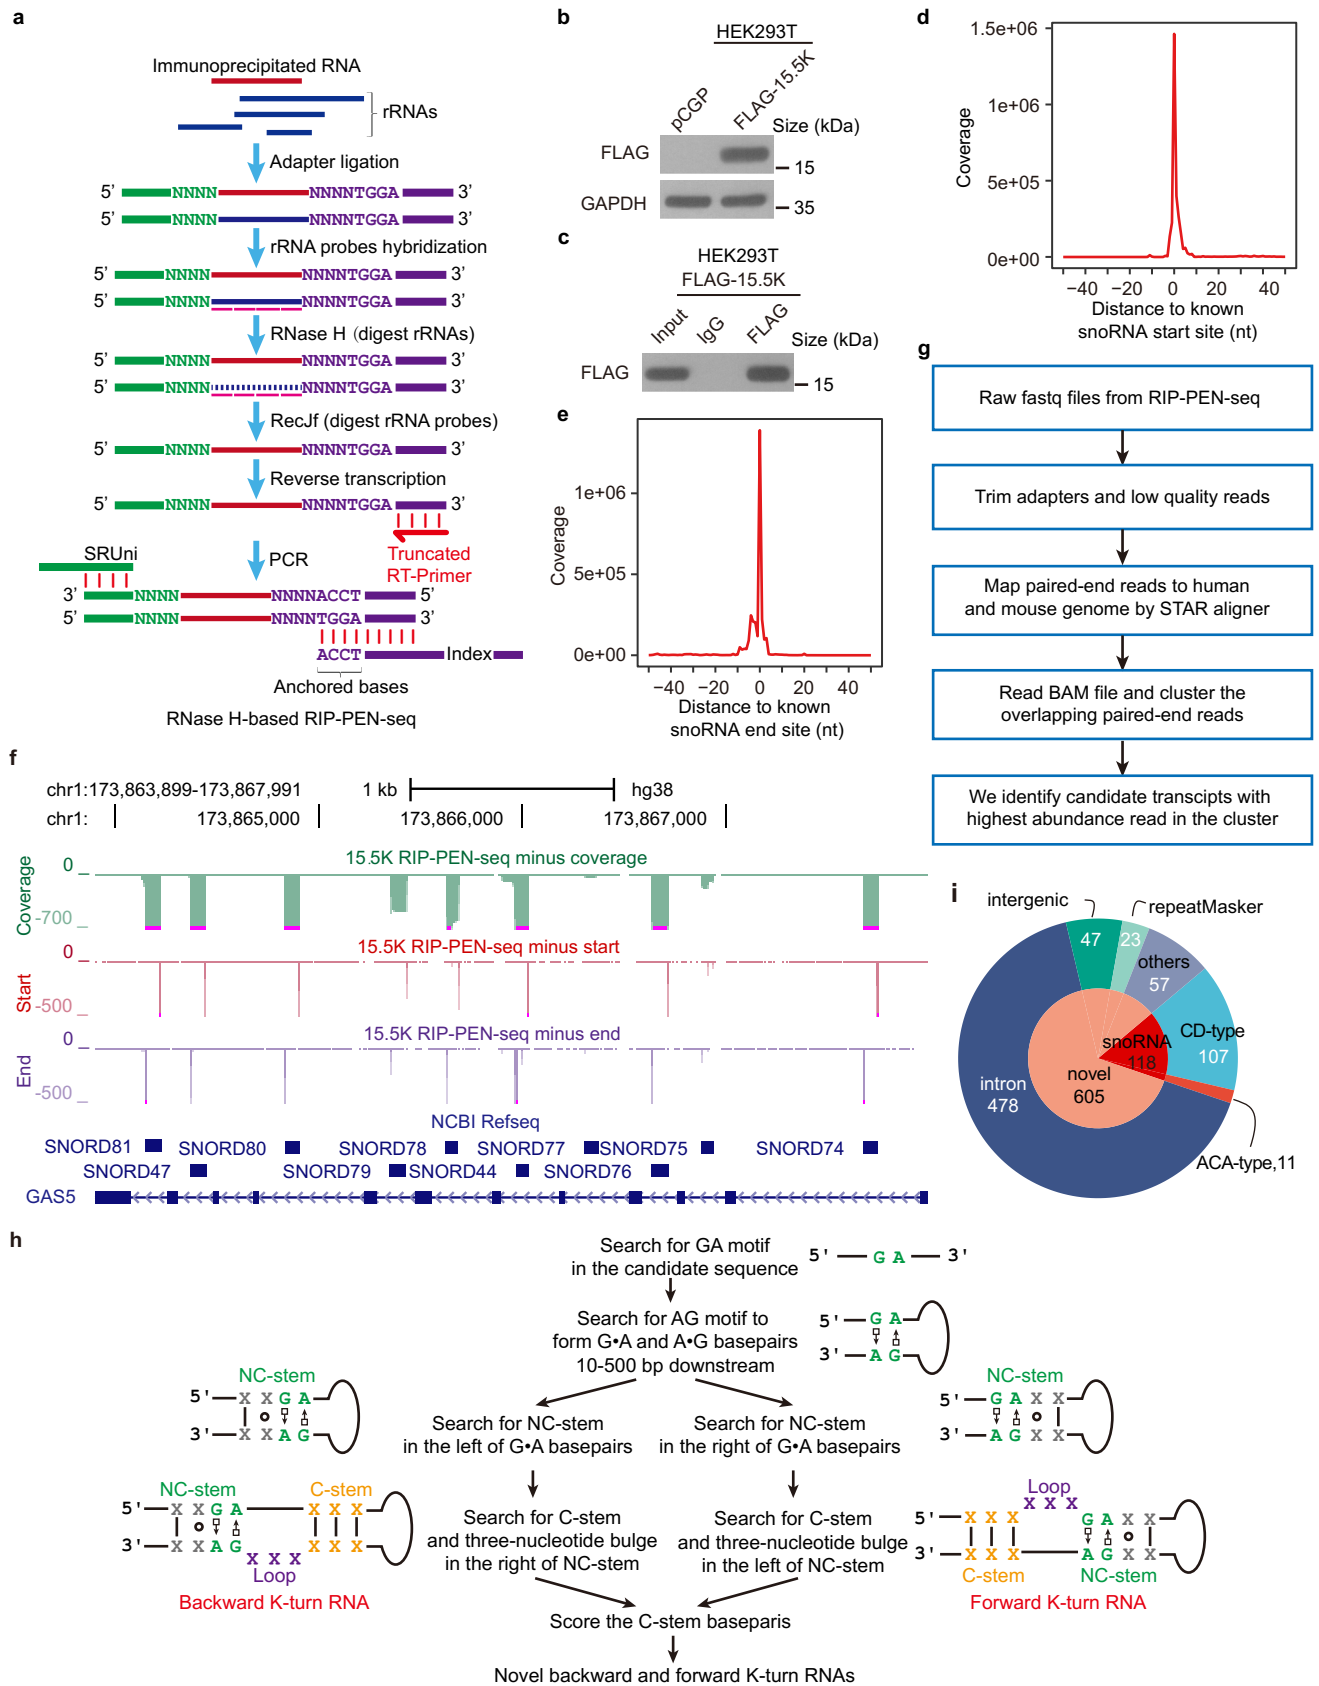 a
Immunoprecipitated RNA
rRNAs
Adapter ligation
5' NNNN NNNNTGGA 3'
5' NNNN NNNNTGGA 3'
rRNA probes hybridization
5' NNNN NNNNTGGA 3'
5' NNNN NNNNTGGA 3'
RNase H (digest rRNAs)
5' NNNN NNNNTGGA 3'
5' NNNN NNNNTGGA 3'
RecJf (digest rRNA probes)
5' NNNN NNNNTGGA 3'
Reverse transcription
5' NNNN NNNNTGGA 3'
Truncated
RT-Primer
PCR
SRUni
3' NNNN NNNNACCT 5'
5' NNNN NNNNTGGA 3'
ACCT Index
Anchored bases
RNase H-based RIP-PEN-seq
b
HEK293T
pCGP
FLAG-15.5K
Size (kDa)
FLAG
15
GAPDH
35
c
HEK293T
FLAG-15.5K
Input
IgG
FLAG
Size (kDa)
FLAG
15
d
1.5e+06
1e+06
5e+05
0e+00
Coverage
−40 −20 0 20 40
Distance to known
snoRNA start site (nt)
e
1e+06
5e+05
0e+00
Coverage
−40 −20 0 20 40
Distance to known
snoRNA end site (nt)
g
Raw fastq files from RIP-PEN-seq
Trim adapters and low quality reads
Map paired-end reads to human
and mouse genome by STAR aligner
Read BAM file and cluster the
overlapping paired-end reads
We identify candidate transcipts with
highest abundance read in the cluster
f
chr1:173,863,899-173,867,991 1 kb hg38
chr1: 173,865,000 173,866,000 173,867,000
15.5K RIP-PEN-seq minus coverage
Coverage
0
-700
15.5K RIP-PEN-seq minus start
Start
0
-500
15.5K RIP-PEN-seq minus end
End
0
-500
NCBI Refseq
SNORD81 SNORD80 SNORD78 SNORD77 SNORD75 SNORD74
SNORD47 SNORD79 SNORD44 SNORD76
GAS5
i
intergenic
repeatMasker
47
23
others
57
CD-type
107
snoRNA
118
novel
605
intron
478
ACA-type,11
h
Search for GA motif
in the candidate sequence
5' G A 3'
Search for AG motif to
form G•A and A•G basepairs
10-500 bp downstream
5' G A
3' A G
NC-stem
5' X X G A
3' X X A G
Search for NC-stem
in the left of G•A basepairs
Search for NC-stem
in the right of G•A basepairs
NC-stem
5' G A X X
3' A G X X
NC-stem C-stem
5' X X G A X X X
3' X X A G X X X
X X X
Loop
Backward K-turn RNA
Search for C-stem
and three-nucleotide bulge
in the right of NC-stem
Search for C-stem
and three-nucleotide bulge
in the left of NC-stem
Loop
X X X
5' X X X G A X X
3' X X X A G X X
C-stem NC-stem
Forward K-turn RNA
Score the C-stem baseparis
Novel backward and forward K-turn RNAs